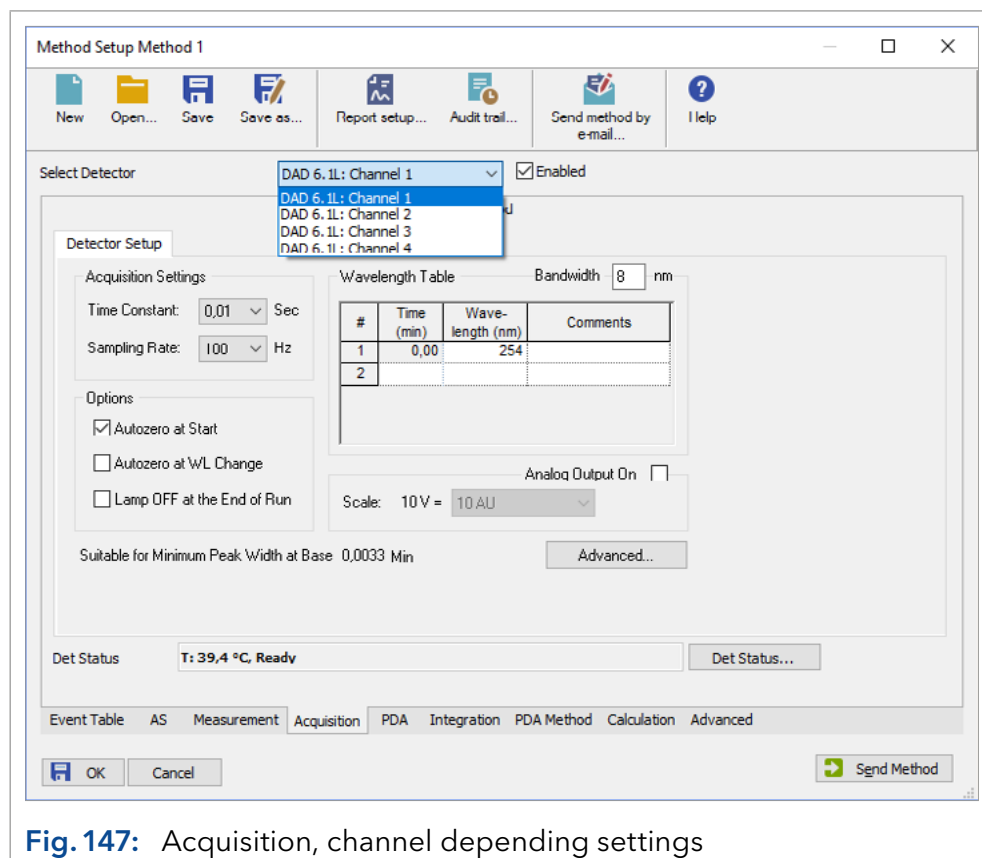 Method Setup Method 1
New Open... Save Save as... Report setup... Audit trail... Send method by e-mail... Help
Select Detector DAD 6.1L: Channel 1 Enabled
DAD 6.1L: Channel 1
DAD 6.1L: Channel 2
DAD 6.1L: Channel 3
DAD 6.1L: Channel 4
Detector Setup
Acquisition Settings
Time Constant: 0,01 Sec
Sampling Rate: 100 Hz
Options
Autozero at Start
Autozero at WL Change
Lamp OFF at the End of Run
Wavelength Table Bandwidth 8 nm
# Time (min) Wave-length (nm) Comments
1 0,00 254
2
Analog Output On
Scale: 10 V = 10 AU
Suitable for Minimum Peak Width at Base 0,0033 Min Advanced...
Det Status T: 39,4 ºC, Ready Det Status...
Event Table AS Measurement Acquisition PDA Integration PDA Method Calculation Advanced
OK Cancel Send Method
Fig. 147: Acquisition, channel depending settings